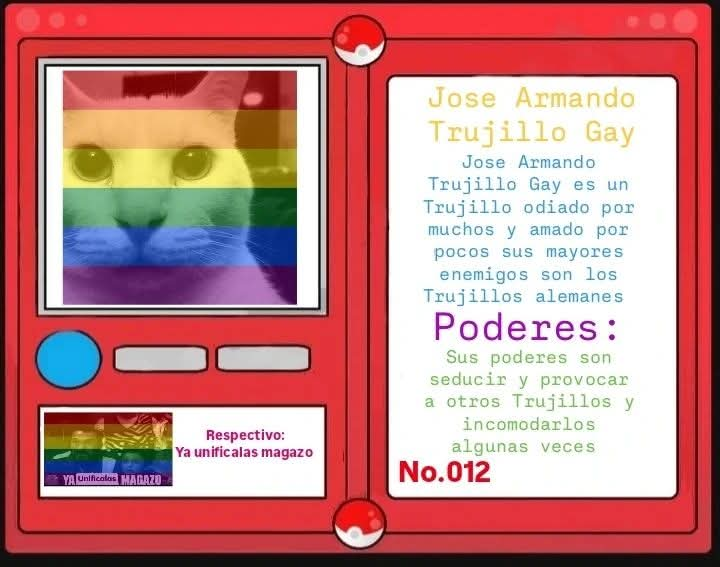 Jose Armando
Trujillo Gay
Jose Armando
Trujillo Gay es un
Trujillo odiado por
muchos y amado por
pocos sus mayores
enemigos son los
Trujillos alemanes
Poderes:
Sus poderes son
seducir y provocar
a otros Trujillos y
incomodarlos
algunas veces
No.012
Respectivo:
Ya unificalas magazo
YA Unificalas MAGAZO